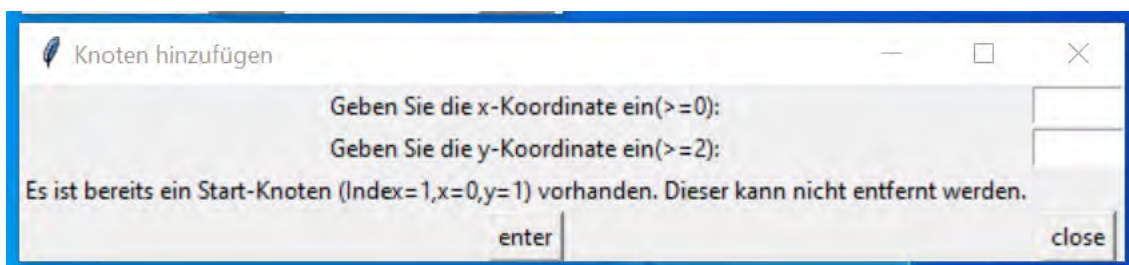 Knoten hinzufügen
Geben Sie die x-Koordinate ein(>=0):
Geben Sie die y-Koordinate ein(>=2):
Es ist bereits ein Start-Knoten (Index=1,x=0,y=1) vorhanden. Dieser kann nicht entfernt werden.
enter close